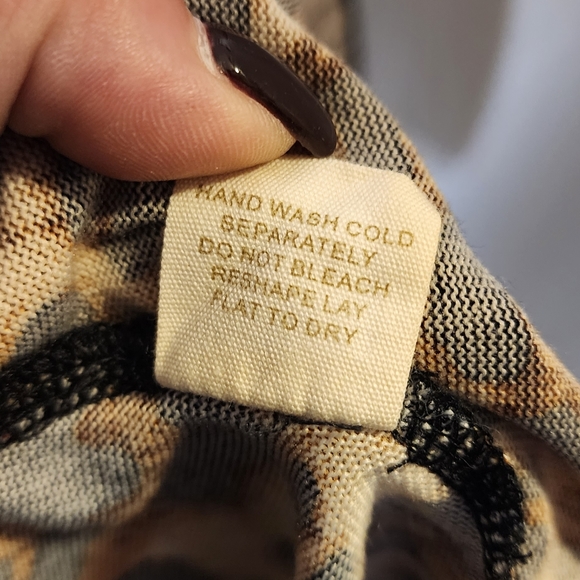 HAND WASH COLD
SEPARATELY
DO NOT BLEACH
RESHAPE LAY
FLAT TO DRY